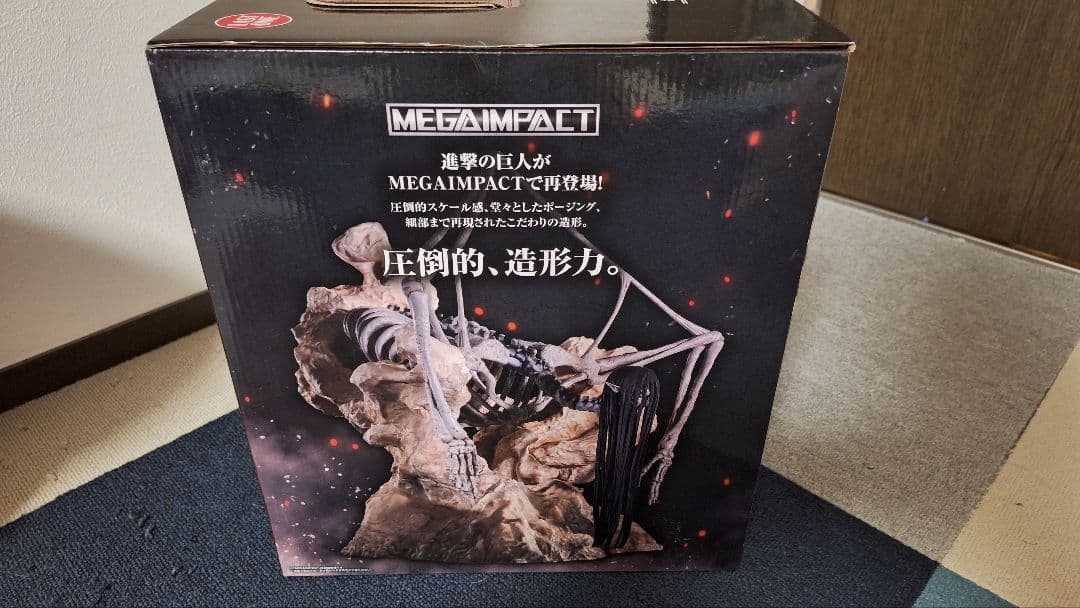 MEGAIMPACT
進撃の巨人が
MEGAIMPACTで再登場!
圧倒的スケール感、堂々としたポージング、
細部まで再現されたこだわりの造形。
圧倒的、造形力。